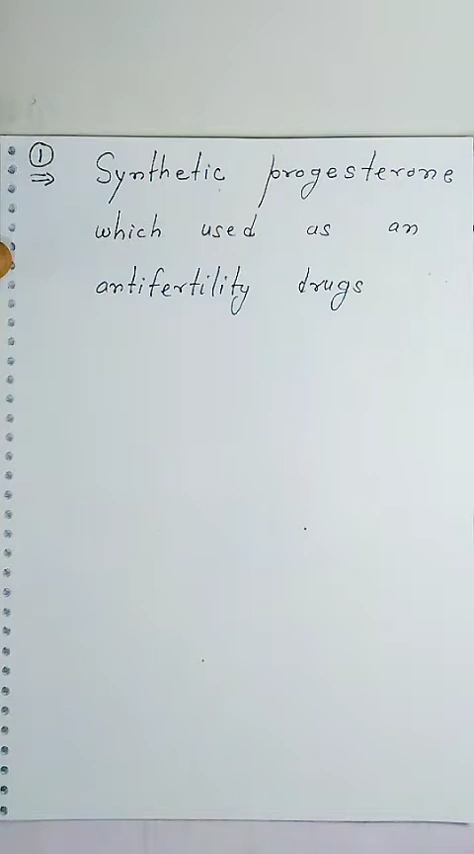 ① Synthetic progesterone
⇒ which used as an
antifertility drugs